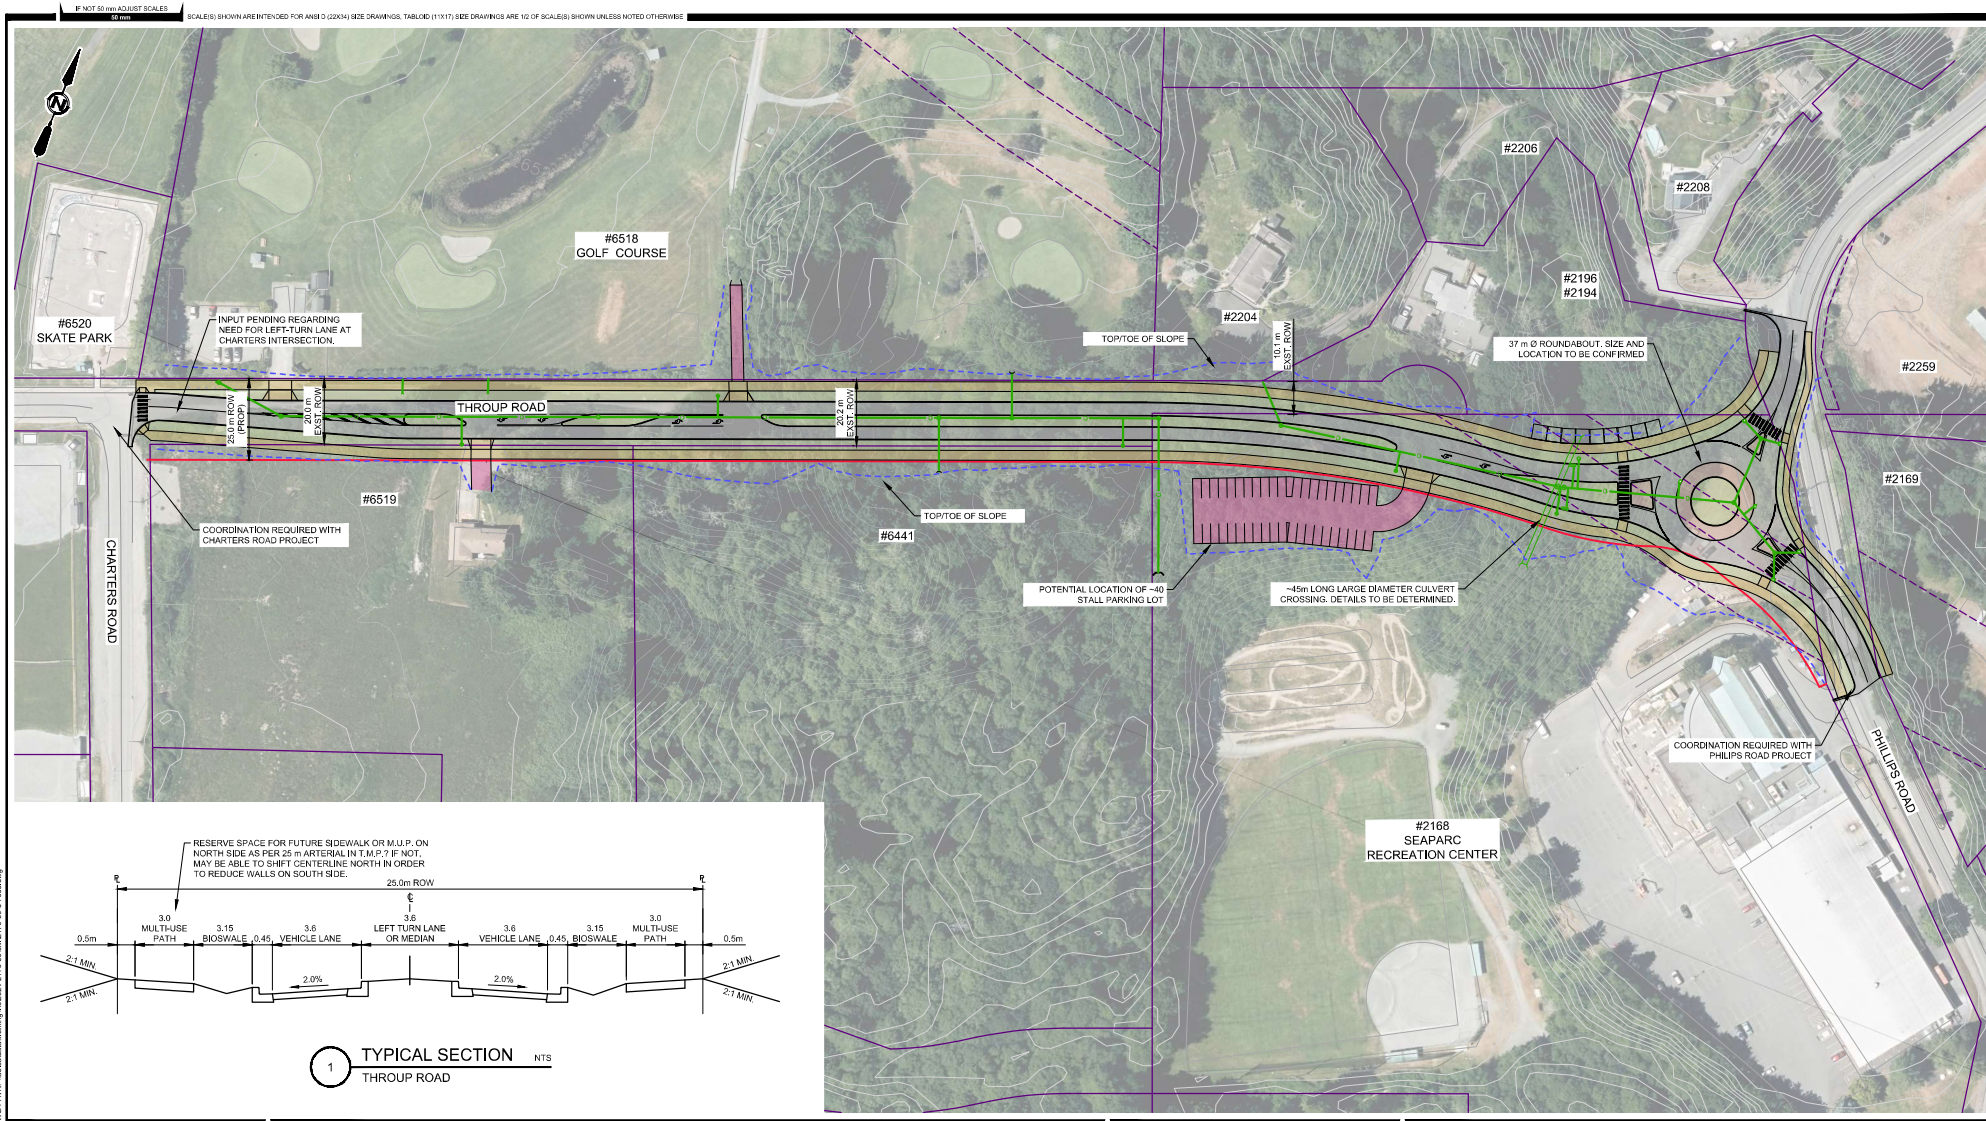 IF NOT 50 mm ADJUST SCALES
50 mm
SCALE(S) SHOWN ARE INTENDED FOR ANSI D (22X34) SIZE DRAWINGS, TABLOID (11X17) SIZE DRAWINGS ARE 1/2 OF SCALE(S) SHOWN UNLESS NOTED OTHERWISE
N
#2206
#2208
#6518
GOLF COURSE
#2196
#2194
#6520
SKATE PARK
INPUT PENDING REGARDING
NEED FOR LEFT-TURN LANE AT
CHARTERS INTERSECTION.
#2204
TOP/TOE OF SLOPE
10.1 m
EXST. ROW
37 m Ø ROUNDABOUT. SIZE AND
LOCATION TO BE CONFIRMED
#2259
25.0 m ROW
(PROP)
20.0 m
EXST. ROW
THROUP ROAD
20.2 m
EXST. ROW
#6519
#2169
COORDINATION REQUIRED WITH
CHARTERS ROAD PROJECT
TOP/TOE OF SLOPE
#6441
CHARTERS ROAD
POTENTIAL LOCATION OF ~40
STALL PARKING LOT
~45m LONG LARGE DIAMETER CULVERT
CROSSING. DETAILS TO BE DETERMINED.
COORDINATION REQUIRED WITH
PHILIPS ROAD PROJECT
PHILLIPS ROAD
#2168
SEAPARC
RECREATION CENTER
RESERVE SPACE FOR FUTURE SIDEWALK OR M.U.P. ON
NORTH SIDE AS PER 25 m ARTERIAL IN T.M.P.? IF NOT,
MAY BE ABLE TO SHIFT CENTERLINE NORTH IN ORDER
TO REDUCE WALLS ON SOUTH SIDE.
25.0m ROW
0.5m
3.0
MULTI-USE
PATH
3.15
BIOSWALE
0.45
3.6
VEHICLE LANE
3.6
LEFT TURN LANE
OR MEDIAN
3.6
VEHICLE LANE
0.45
3.15
BIOSWALE
3.0
MULTI-USE
PATH
0.5m
2:1 MIN.
2:1 MIN.
2.0%
2.0%
2:1 MIN.
2:1 MIN.
1
TYPICAL SECTION
NTS
THROUP ROAD